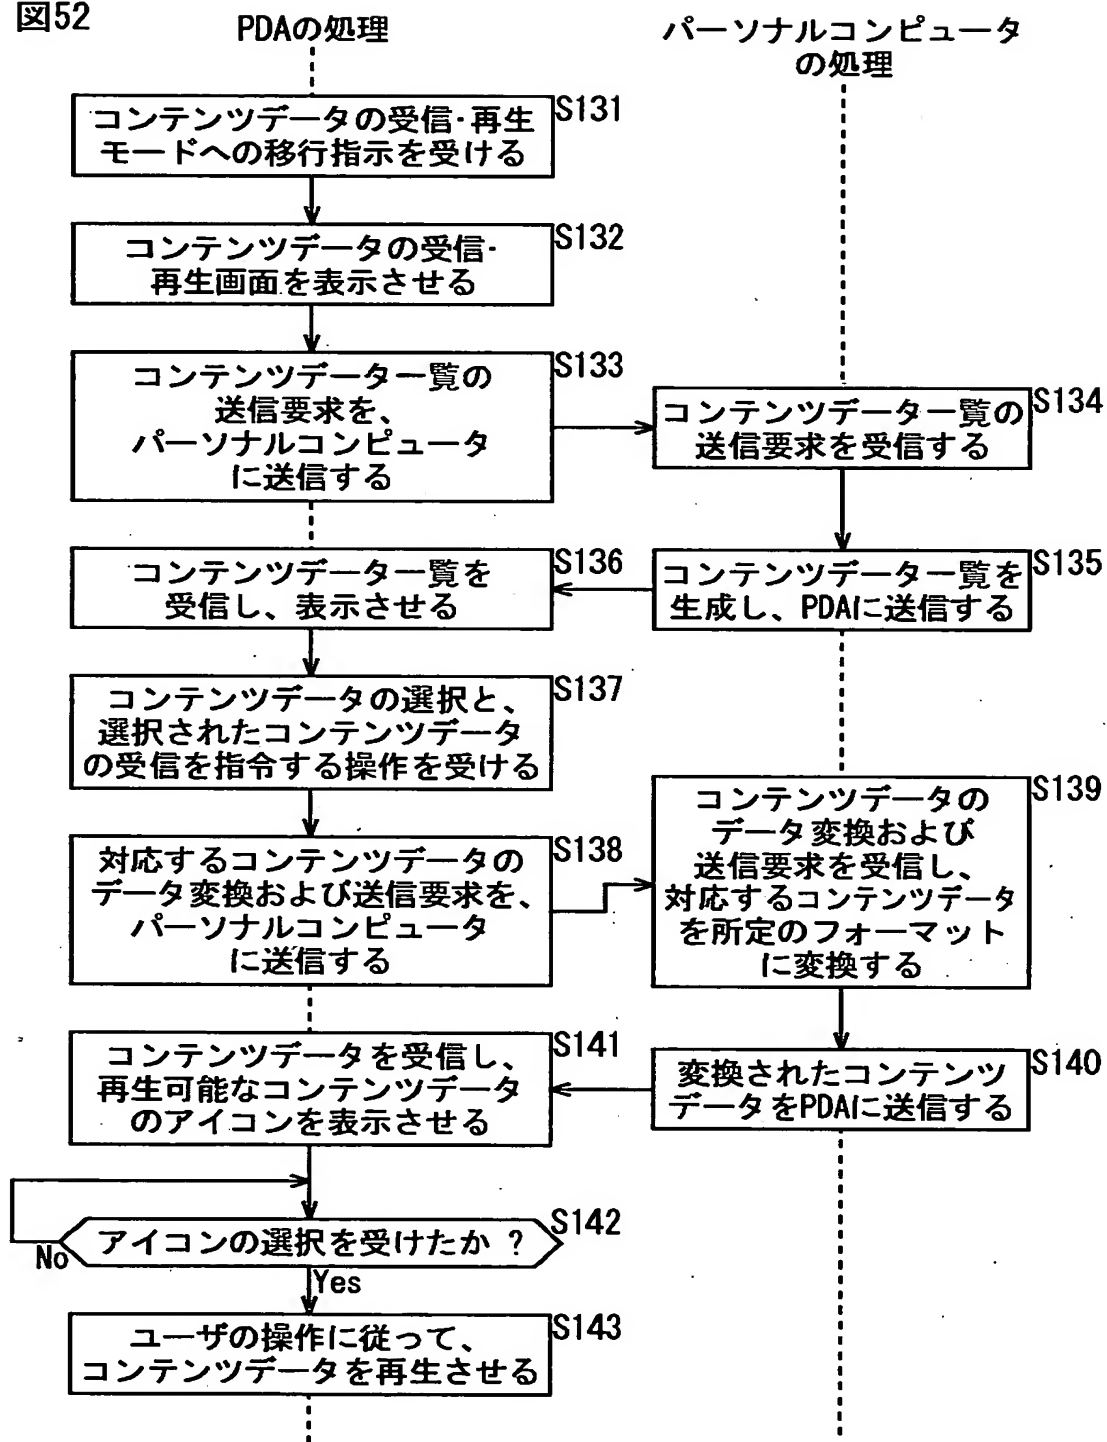 図52
PDAの処理
パーソナルコンピュータ
の処理
S131
コンテンツデータの受信・再生
モードへの移行指示を受ける
S132
コンテンツデータの受信・
再生画面を表示させる
S133
コンテンツデータ一覧の
送信要求を、
パーソナルコンピュータ
に送信する
S134
コンテンツデータ一覧の
送信要求を受信する
S135
コンテンツデータ一覧を
生成し、PDAに送信する
S136
コンテンツデータ一覧を
受信し、表示させる
S137
コンテンツデータの選択と、
選択されたコンテンツデータ
の受信を指令する操作を受ける
S138
対応するコンテンツデータの
データ変換および送信要求を、
パーソナルコンピュータ
に送信する
S139
コンテンツデータの
データ変換および
送信要求を受信し、
対応するコンテンツデータ
を所定のフォーマット
に変換する
S140
変換されたコンテンツ
データをPDAに送信する
S141
コンテンツデータを受信し、
再生可能なコンテンツデータ
のアイコンを表示させる
S142
アイコンの選択を受けたか ?
No
Yes
S143
ユーザの操作に従って、
コンテンツデータを再生させる